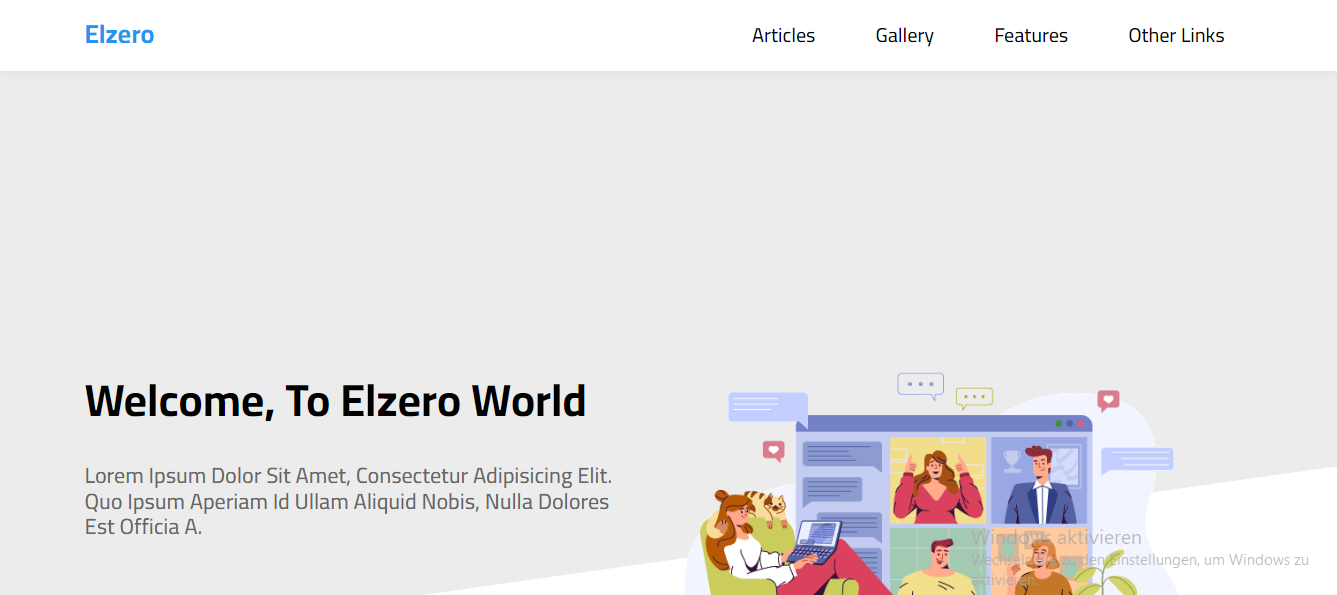 Elzero
Articles
Gallery
Features
Other Links
Welcome, To Elzero World
Lorem Ipsum Dolor Sit Amet, Consectetur Adipisicing Elit.
Quo Ipsum Aperiam Id Ullam Aliquid Nobis, Nulla Dolores
Est Officia A.
Windows aktivieren
Wechseln Sie zu den Einstellungen, um Windows zu
aktivieren.